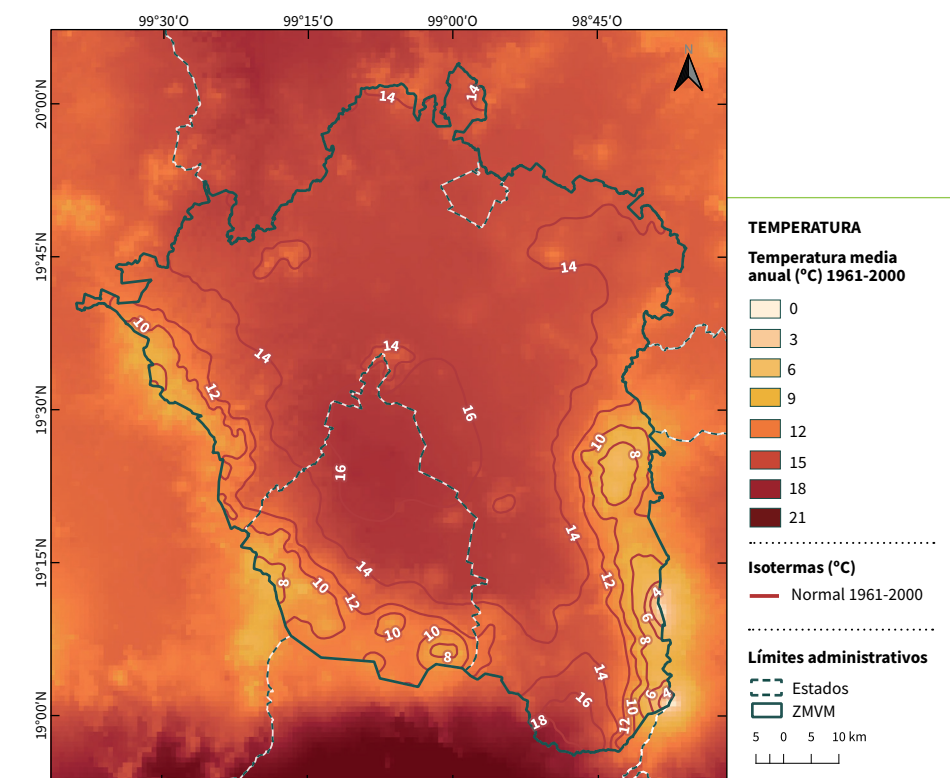 99°30'O 99°15'O 99°00'O 98°45'O
20°00'N
19°45'N
19°30'N
19°15'N
19°00'N
N
14
14
14
10
14
14
12
16
10
8
16
14
14
8
10
12
12
4
6
10
10
8
8
14
16
6
4
10
18
12
TEMPERATURA
Temperatura media
anual (ºC) 1961-2000
0
3
6
9
12
15
18
21
Isotermas (ºC)
Normal 1961-2000
Límites administrativos
Estados
ZMVM
5 0 5 10 km